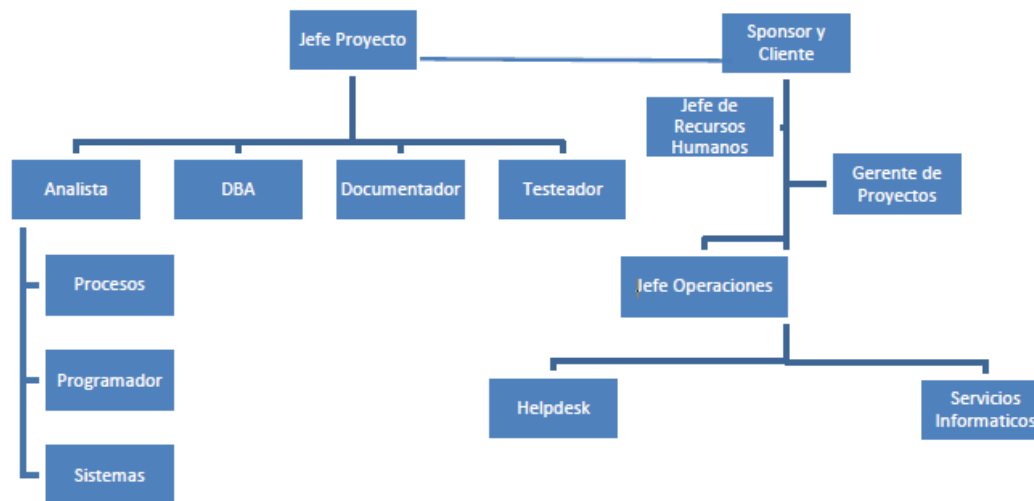 Jefe Proyecto
Sponsor y
Cliente
Jefe de
Recursos
Humanos
Analista
DBA
Documentador
Testeador
Gerente de
Proyectos
Procesos
Jefe Operaciones
Programador
Helpdesk
Servicios
Informaticos
Sistemas